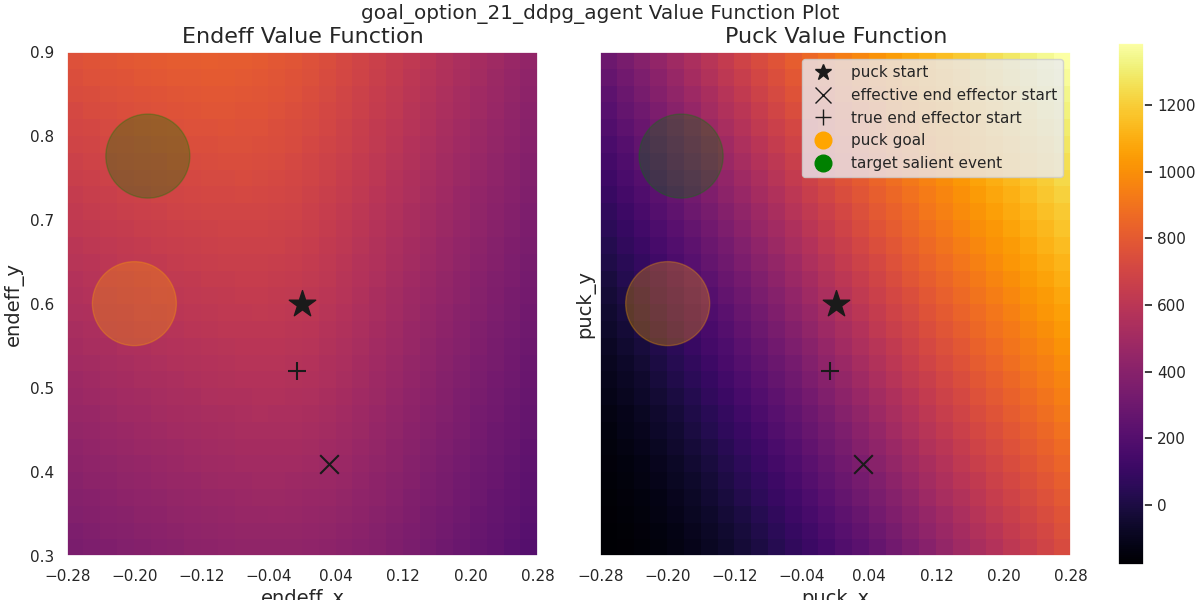 goal_option_21_ddpg_agent Value Function Plot
Endeff Value Function
Puck Value Function
puck start
effective end effector start
true end effector start
puck goal
target salient event
0.9
0.8
0.7
0.6
0.5
0.4
0.3
endeff_y
−0.28 −0.20 −0.12 −0.04 0.04 0.12 0.20 0.28
endeff_x
puck_y
−0.28 −0.20 −0.12 −0.04 0.04 0.12 0.20 0.28
puck_x
1200
1000
800
600
400
200
0